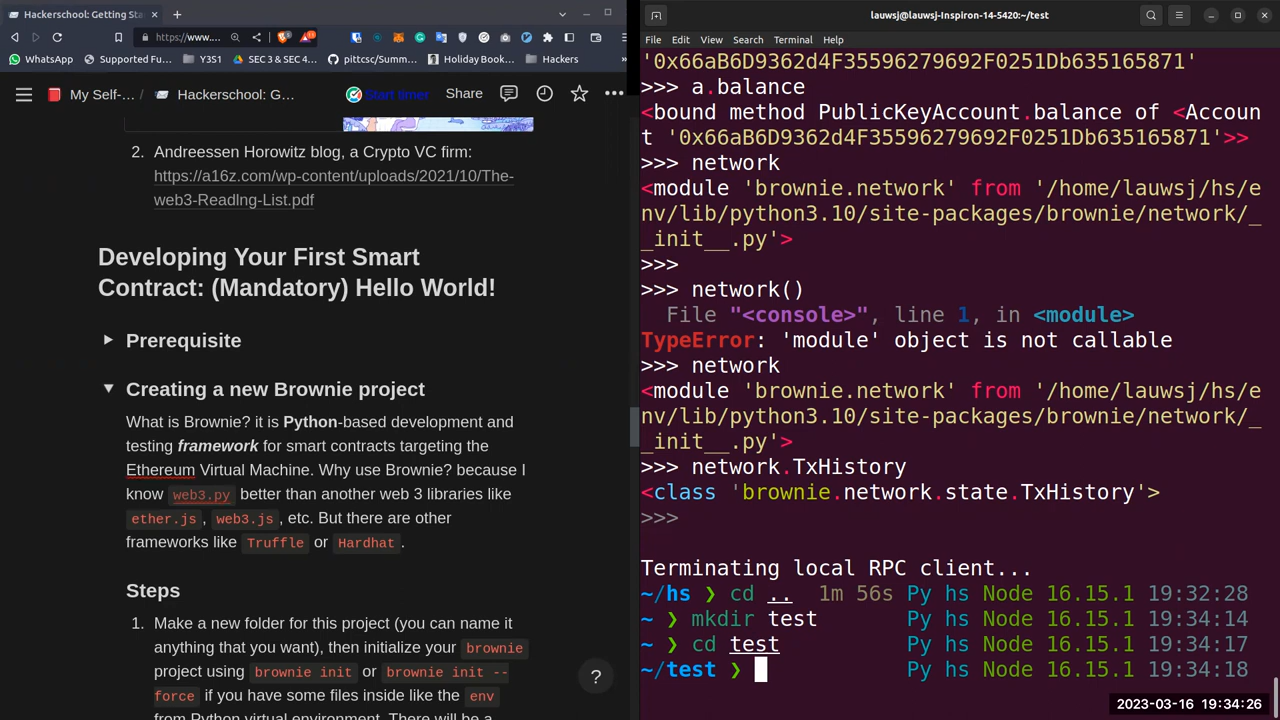 Hackerschool: Getting Sta
https://www....
WhatsApp
Supported Fu...
Y3S1
SEC 3 & SEC 4...
pittcsc/Summ...
Holiday Book...
Hackers
»
My Self-... / Hackerschool: G...
Start timer
Share
2. Andreessen Horowitz blog, a Crypto VC firm:
https://a16z.com/wp-content/uploads/2021/10/The-
web3-Readlng-List.pdf
Developing Your First Smart
Contract: (Mandatory) Hello World!
Prerequisite
Creating a new Brownie project
What is Brownie? it is Python-based development and
testing framework for smart contracts targeting the
Ethereum Virtual Machine. Why use Brownie? because I
know web3.py better than another web 3 libraries like
ether.js, web3.js, etc. But there are other
frameworks like Truffle or Hardhat.
Steps
1. Make a new folder for this project (you can name it
anything that you want), then initialize your brownie
project using brownie init or brownie init --
force if you have some files inside like the env
from Python virtual environment. There will be a
?
lauwsj@lauwsj-Inspiron-14-5420:~/test
File Edit View Search Terminal Help
'0x66aB6D9362d4F35596279692F0251Db635165871'
>>> a.balance
<bound method PublicKeyAccount.balance of <Accoun
t '0x66aB6D9362d4F35596279692F0251Db635165871'>>
>>> network
<module 'brownie.network' from '/home/lauwsj/hs/e
nv/lib/python3.10/site-packages/brownie/network/_
_init__.py'>
>>>
>>> network()
File "<console>", line 1, in <module>
TypeError: 'module' object is not callable
>>> network
<module 'brownie.network' from '/home/lauwsj/hs/e
nv/lib/python3.10/site-packages/brownie/network/_
_init__.py'>
>>> network.TxHistory
<class 'brownie.network.state.TxHistory'>
>>>
Terminating local RPC client...
~/hs ❯ cd .. 1m 56s Py hs Node 16.15.1 19:32:28
~ ❯ mkdir test Py hs Node 16.15.1 19:34:14
~ ❯ cd test Py hs Node 16.15.1 19:34:17
~/test ❯ Py hs Node 16.15.1 19:34:18
2023-03-16 19:34:26